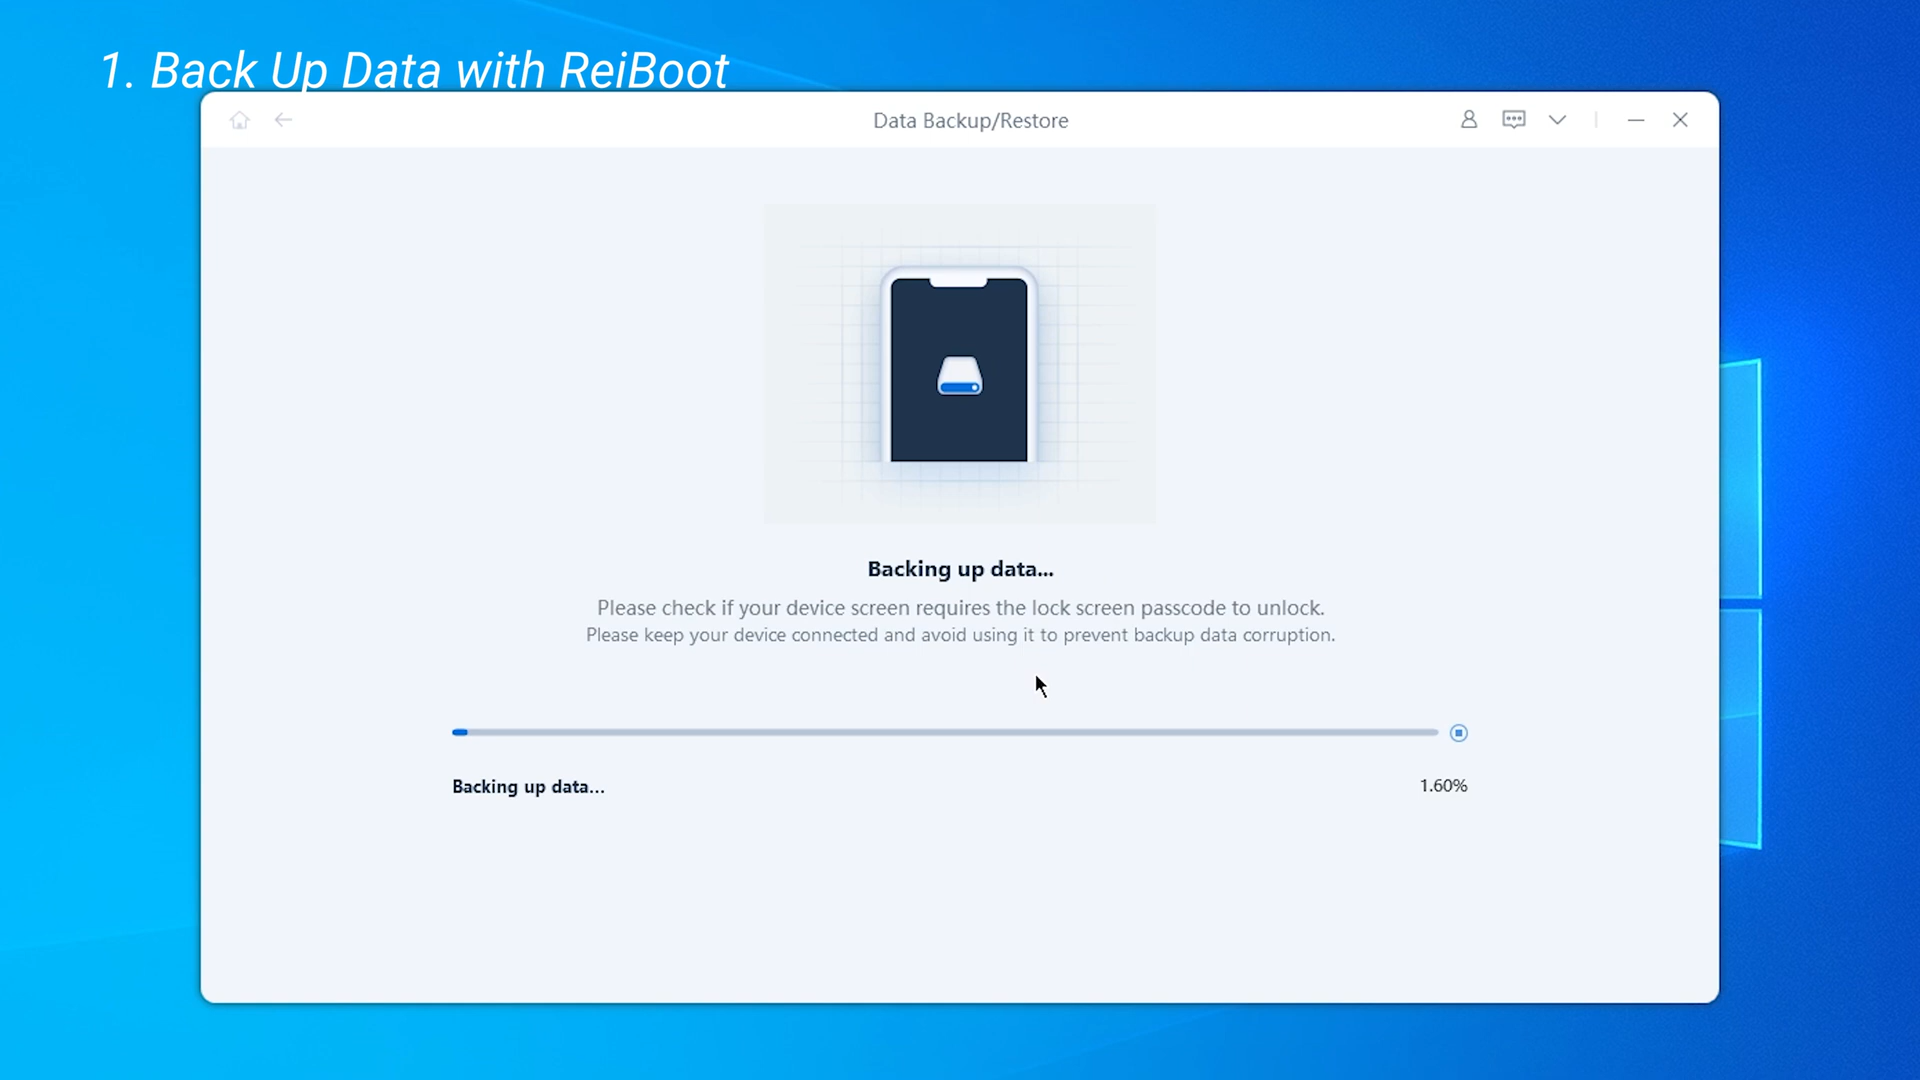 1. Back Up Data with ReiBoot
Data Backup/Restore
Backing up data...
Please check if your device screen requires the lock screen passcode to unlock.
Please keep your device connected and avoid using it to prevent backup data corruption.
Backing up data...
1.60%